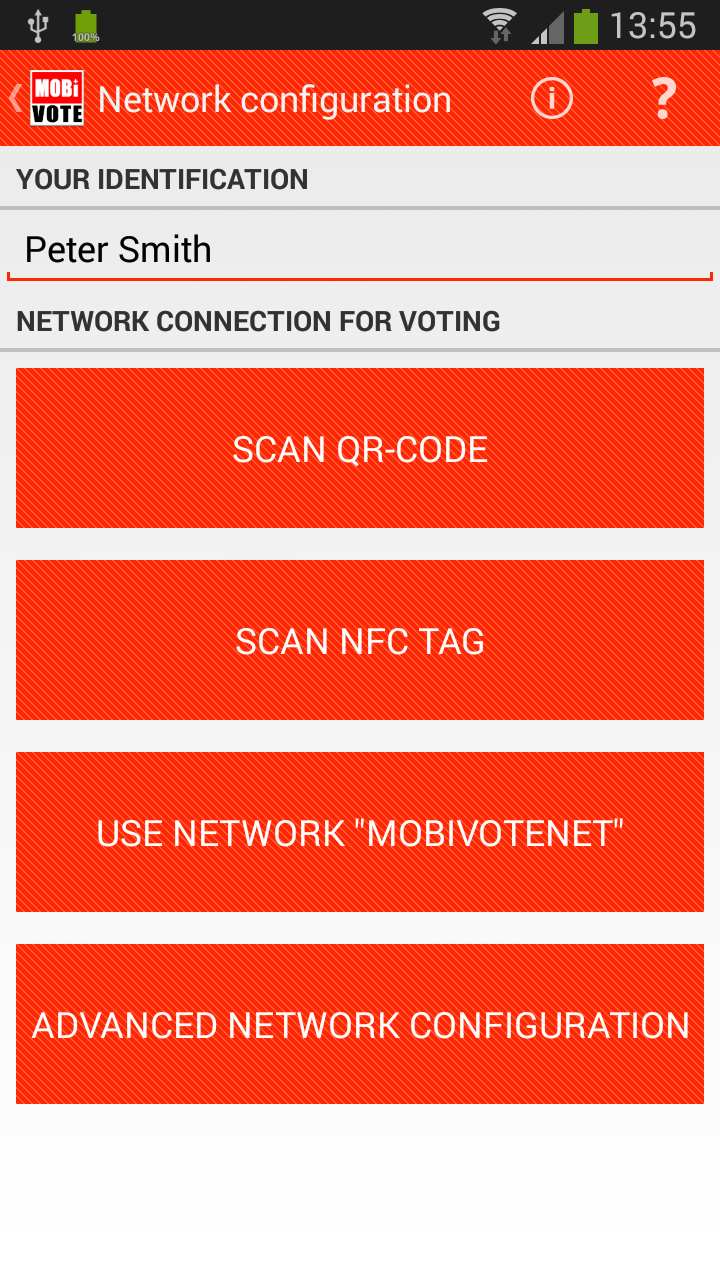 100%
13:55
MOBi
VOTE
Network configuration
i
?
YOUR IDENTIFICATION
Peter Smith
NETWORK CONNECTION FOR VOTING
SCAN QR-CODE
SCAN NFC TAG
USE NETWORK "MOBIVOTENET"
ADVANCED NETWORK CONFIGURATION